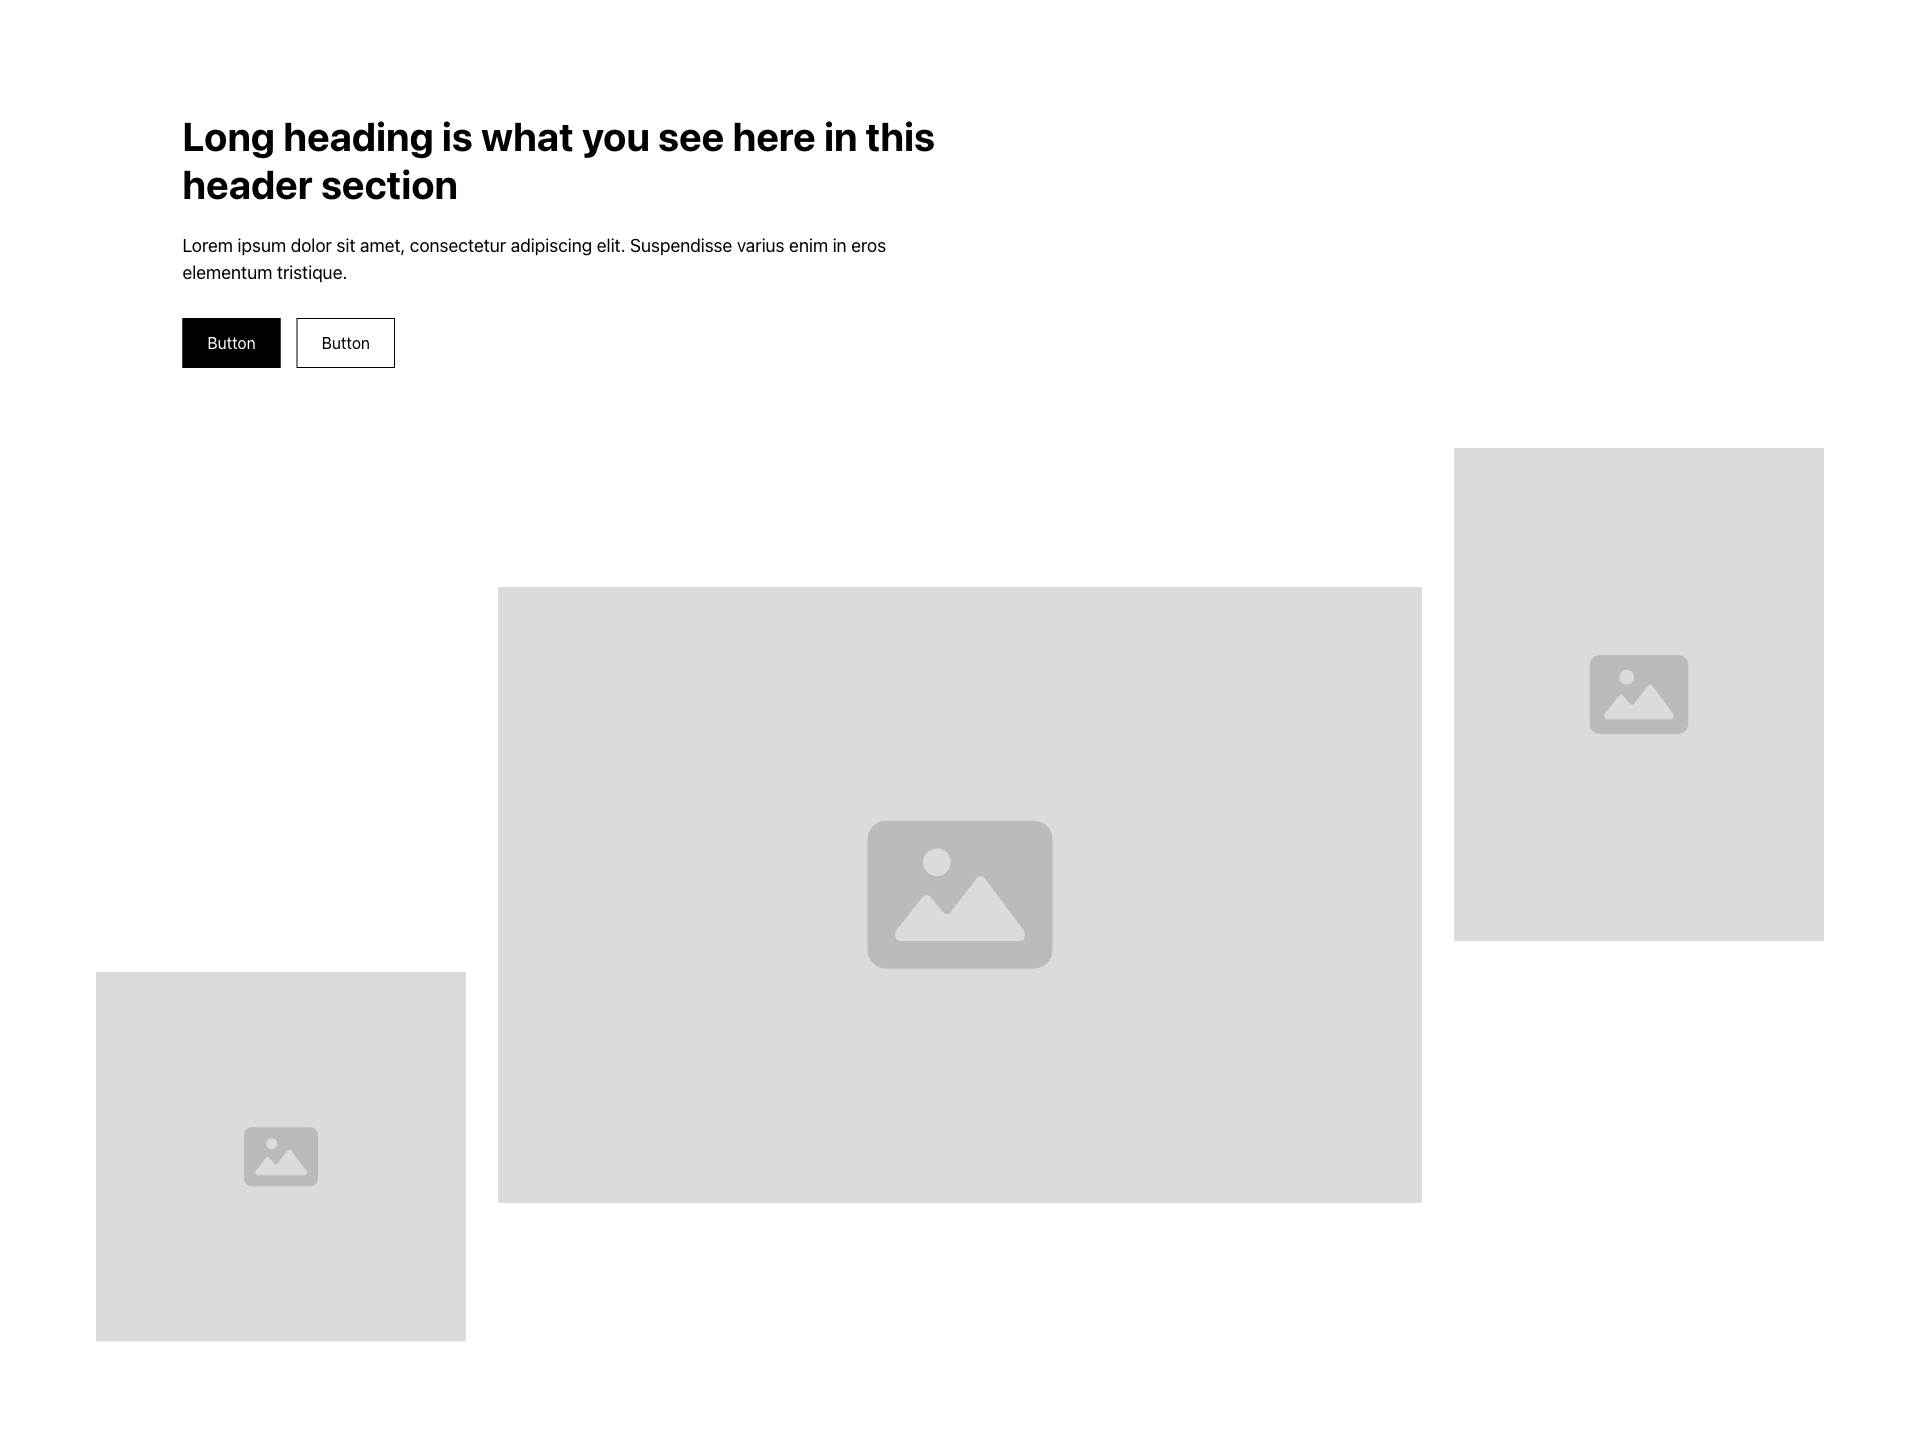 Long heading is what you see here in this
header section
Lorem ipsum dolor sit amet, consectetur adipiscing elit. Suspendisse varius enim in eros
elementum tristique.
Button
Button